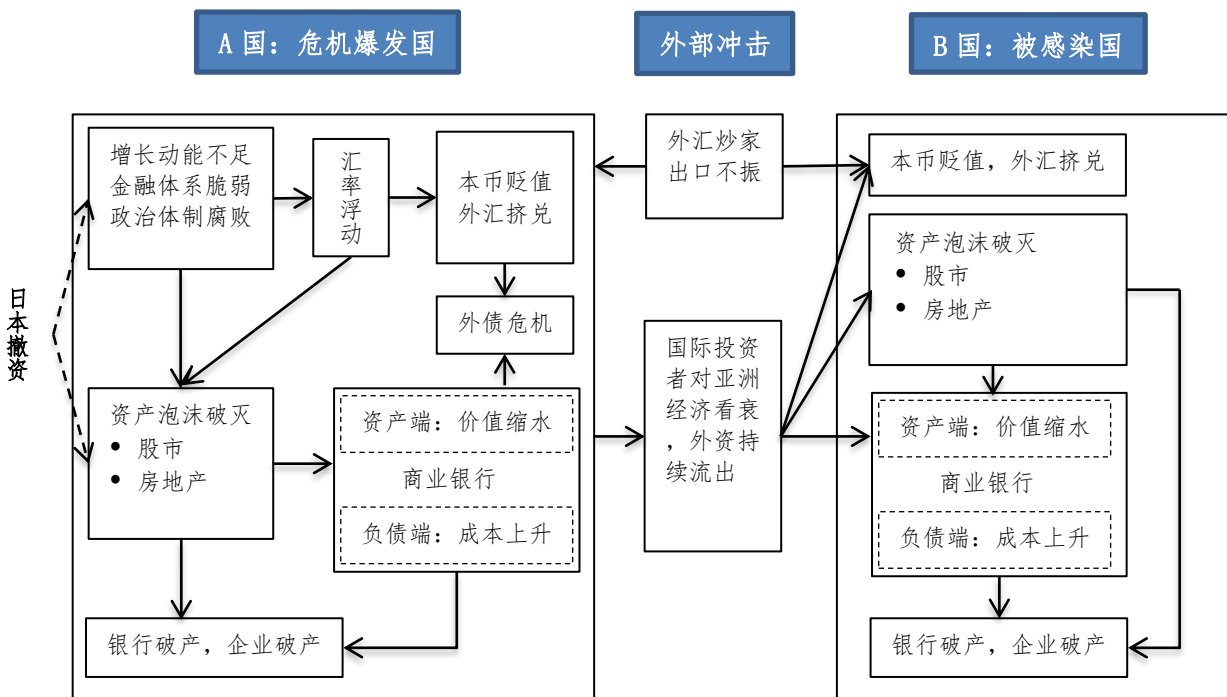 A 国：危机爆发国
外部冲击
B 国：被感染国
日本撤资
增长动能不足
金融体系脆弱
政治体制腐败
汇率浮动
本币贬值
外汇挤兑
外债危机
资产泡沫破灭
• 股市
• 房地产
资产端：价值缩水
商业银行
负债端：成本上升
银行破产，企业破产
外汇炒家
出口不振
国际投资
者对亚洲
经济看衰
，外资持
续流出
本币贬值，外汇挤兑
资产泡沫破灭
• 股市
• 房地产
资产端：价值缩水
商业银行
负债端：成本上升
银行破产，企业破产